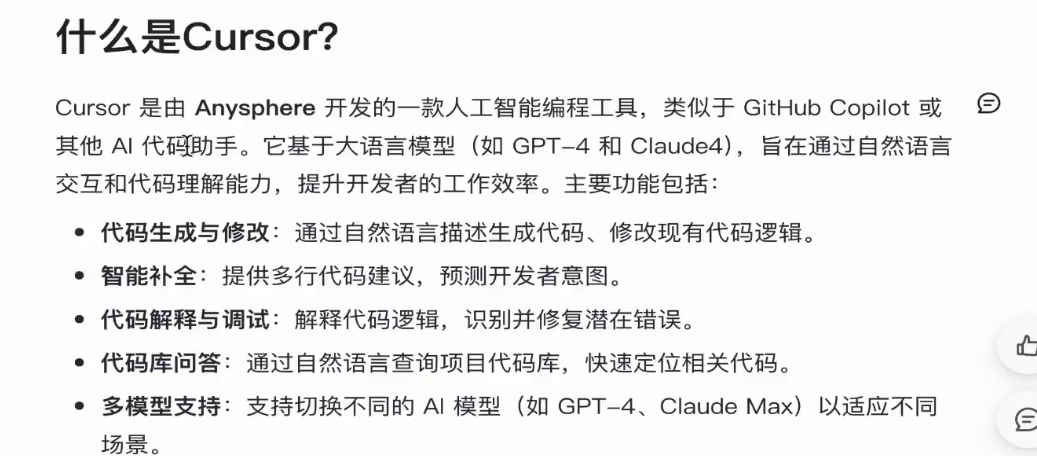 什么是Cursor?
Cursor 是由 Anysphere 开发的一款人工智能编程工具，类似于 GitHub Copilot 或
其他 AI 代码助手。它基于大语言模型（如 GPT-4 和 Claude4），旨在通过自然语言
交互和代码理解能力，提升开发者的工作效率。主要功能包括：
• 代码生成与修改：通过自然语言描述生成代码、修改现有代码逻辑。
• 智能补全：提供多行代码建议，预测开发者意图。
• 代码解释与调试：解释代码逻辑，识别并修复潜在错误。
• 代码库问答：通过自然语言查询项目代码库，快速定位相关代码。
• 多模型支持：支持切换不同的 AI 模型（如 GPT-4、Claude Max）以适应不同
场景。